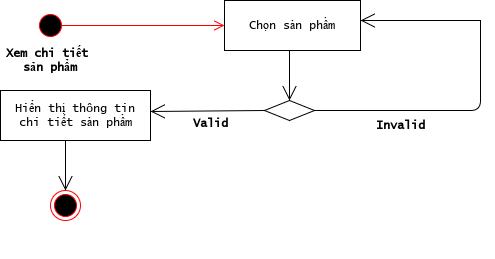 Chọn sản phẩm
Xem chi tiết
sản phẩm
Hiển thị thông tin
chi tiết sản phẩm
Valid
Invalid